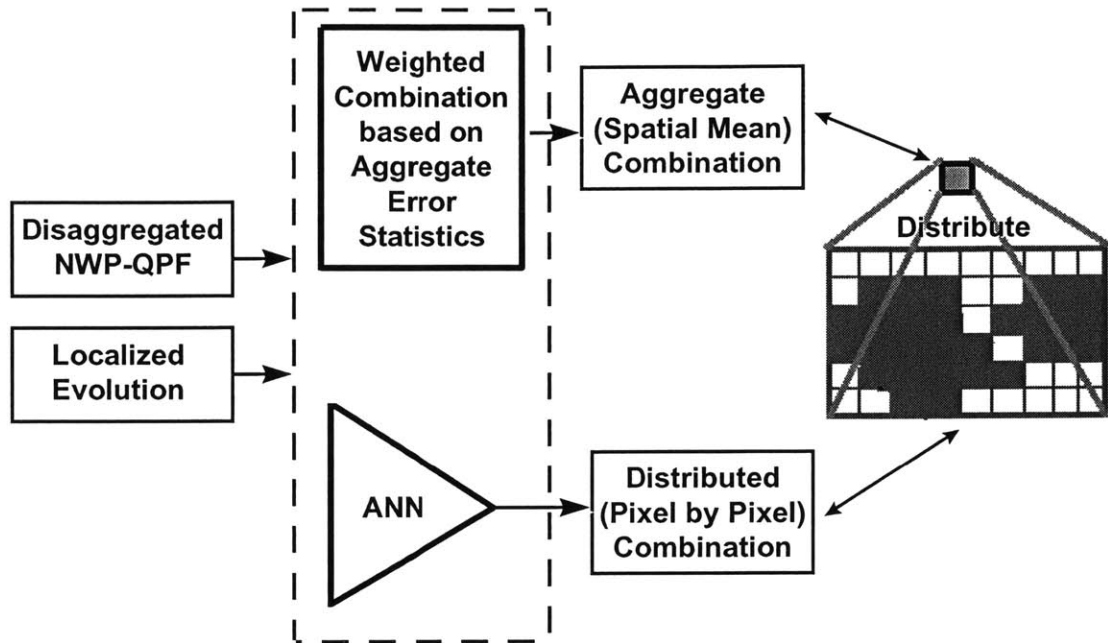 Disaggregated
NWP-QPF
Localized
Evolution
Weighted
Combination
based on
Aggregate
Error
Statistics
ANN
Aggregate
(Spatial Mean)
Combination
Distributed
(Pixel by Pixel)
Combination
Distribute